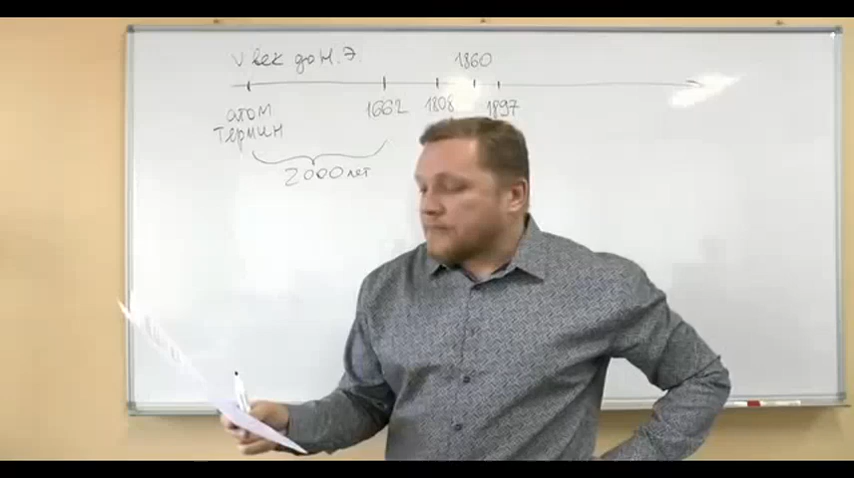 V век до Н.Э.
1860
атом
термин
1662
1808
1897
2000 лет